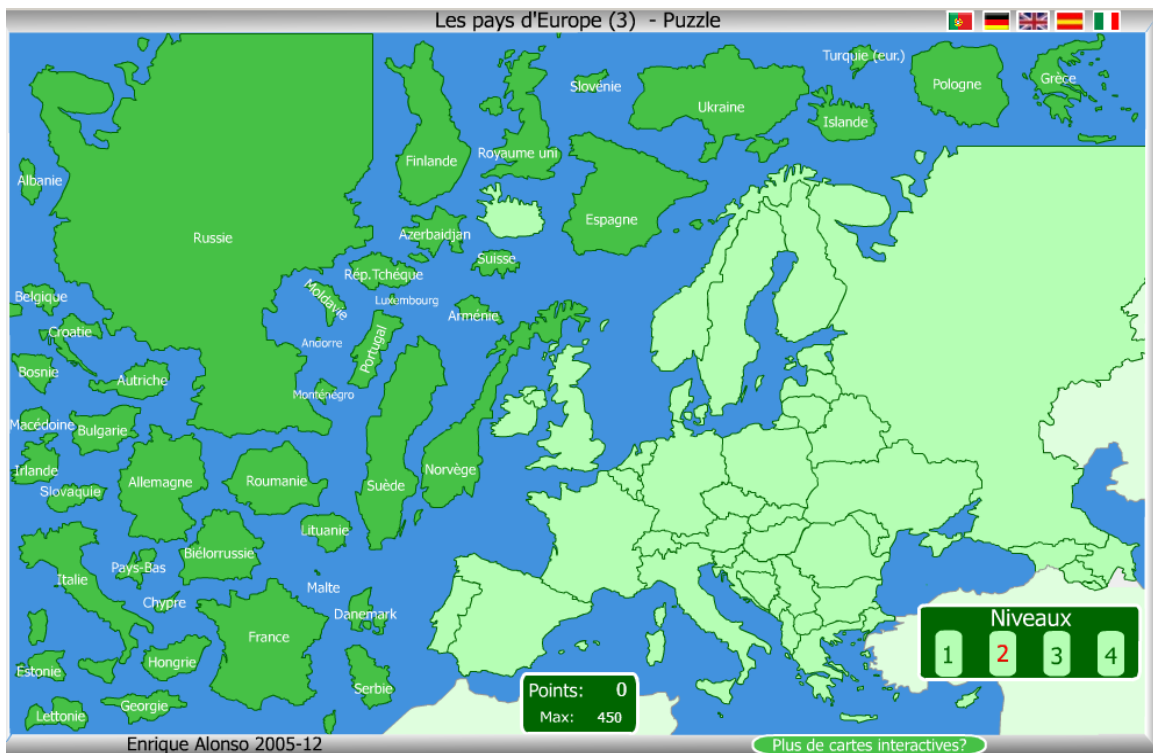 Les pays d'Europe (3) - Puzzle
Turquie (eur.)
Slovénie
Pologne
Grèce
Ukraine
Islande
Finlande
Royaume uni
Albanie
Russie
Espagne
Azerbaidjan
Suisse
Rép.Tchéque
Moldavie
Luxembourg
Belgique
Arménie
Croatie
Andorre
Portugal
Bosnie
Autriche
Monténégro
Macédoine
Bulgarie
Irlande
Allemagne
Roumanie
Suède
Norvège
Slovaquie
Lituanie
Biélorrussie
Pays-Bas
Italie
Malte
Chypre
Danemark
France
Niveaux
1 2 3 4
Estonie
Hongrie
Serbie
Points: 0
Max: 450
Lettonie
Georgie
Enrique Alonso 2005-12
Plus de cartes interactives?